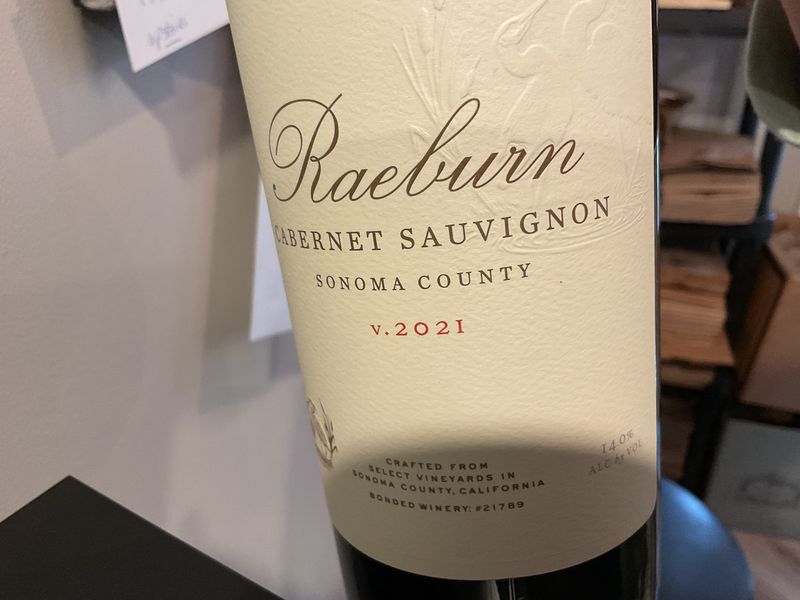 Raeburn
CABERNET SAUVIGNON
SONOMA COUNTY
v.2021
14.0%
ALC by VOL
CRAFTED FROM
SELECT VINEYARDS IN
SONOMA COUNTY, CALIFORNIA
BONDED WINERY: #21789